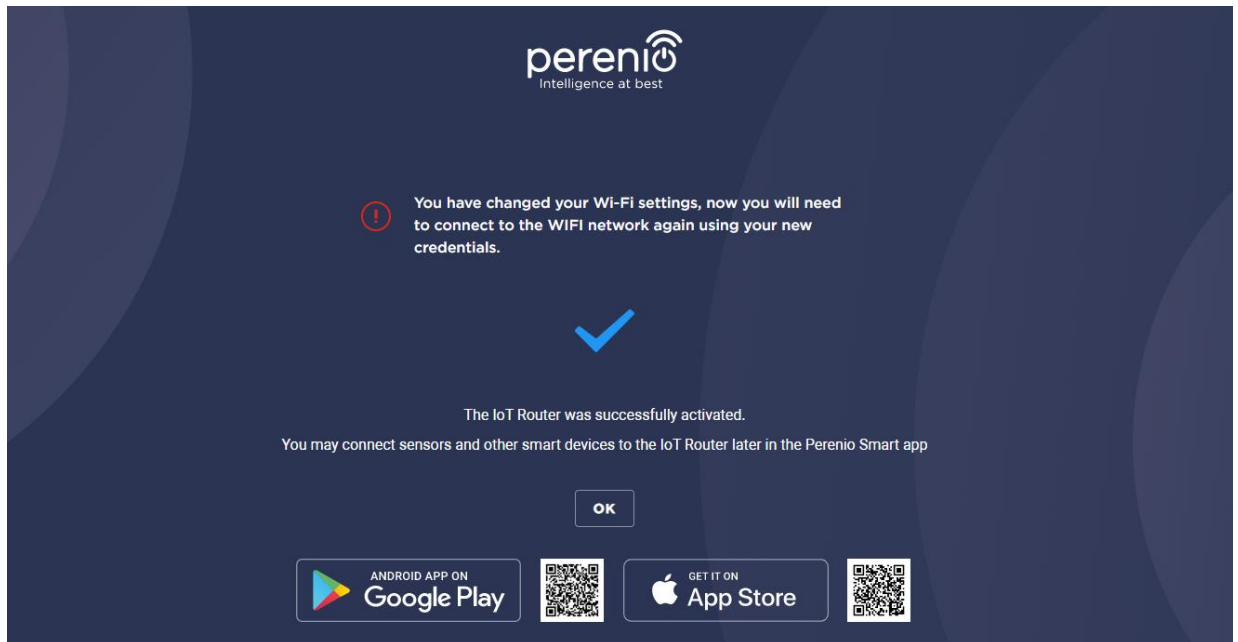 perenio
Intelligence at best
You have changed your Wi-Fi settings, now you will need
to connect to the WIFI network again using your new
credentials.
The IoT Router was successfully activated.
You may connect sensors and other smart devices to the IoT Router later in the Perenio Smart app
OK
ANDROID APP ON
Google Play
GET IT ON
App Store